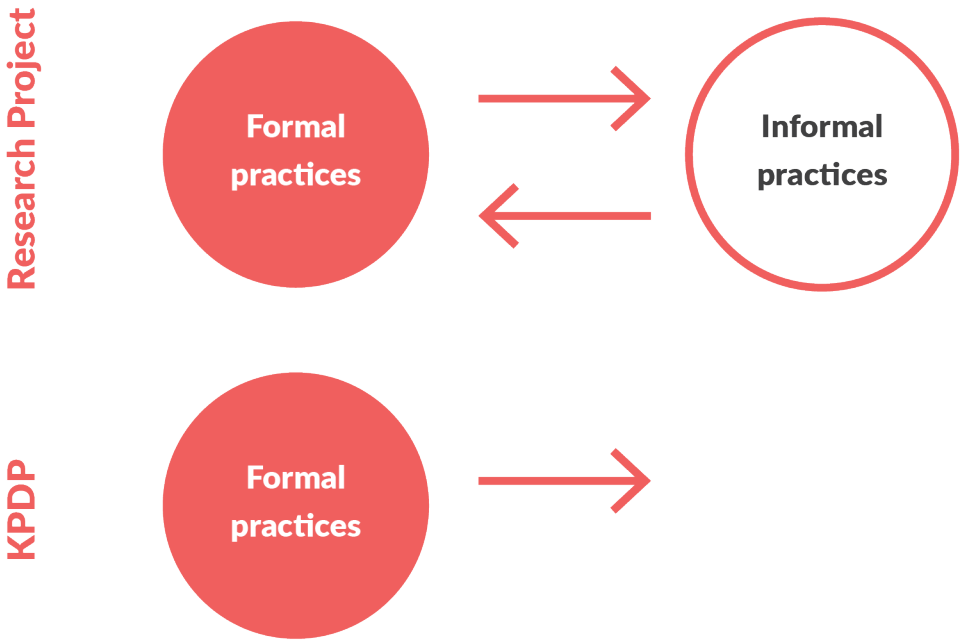 Research Project
Formal
practices
Informal
practices
KPDP
Formal
practices